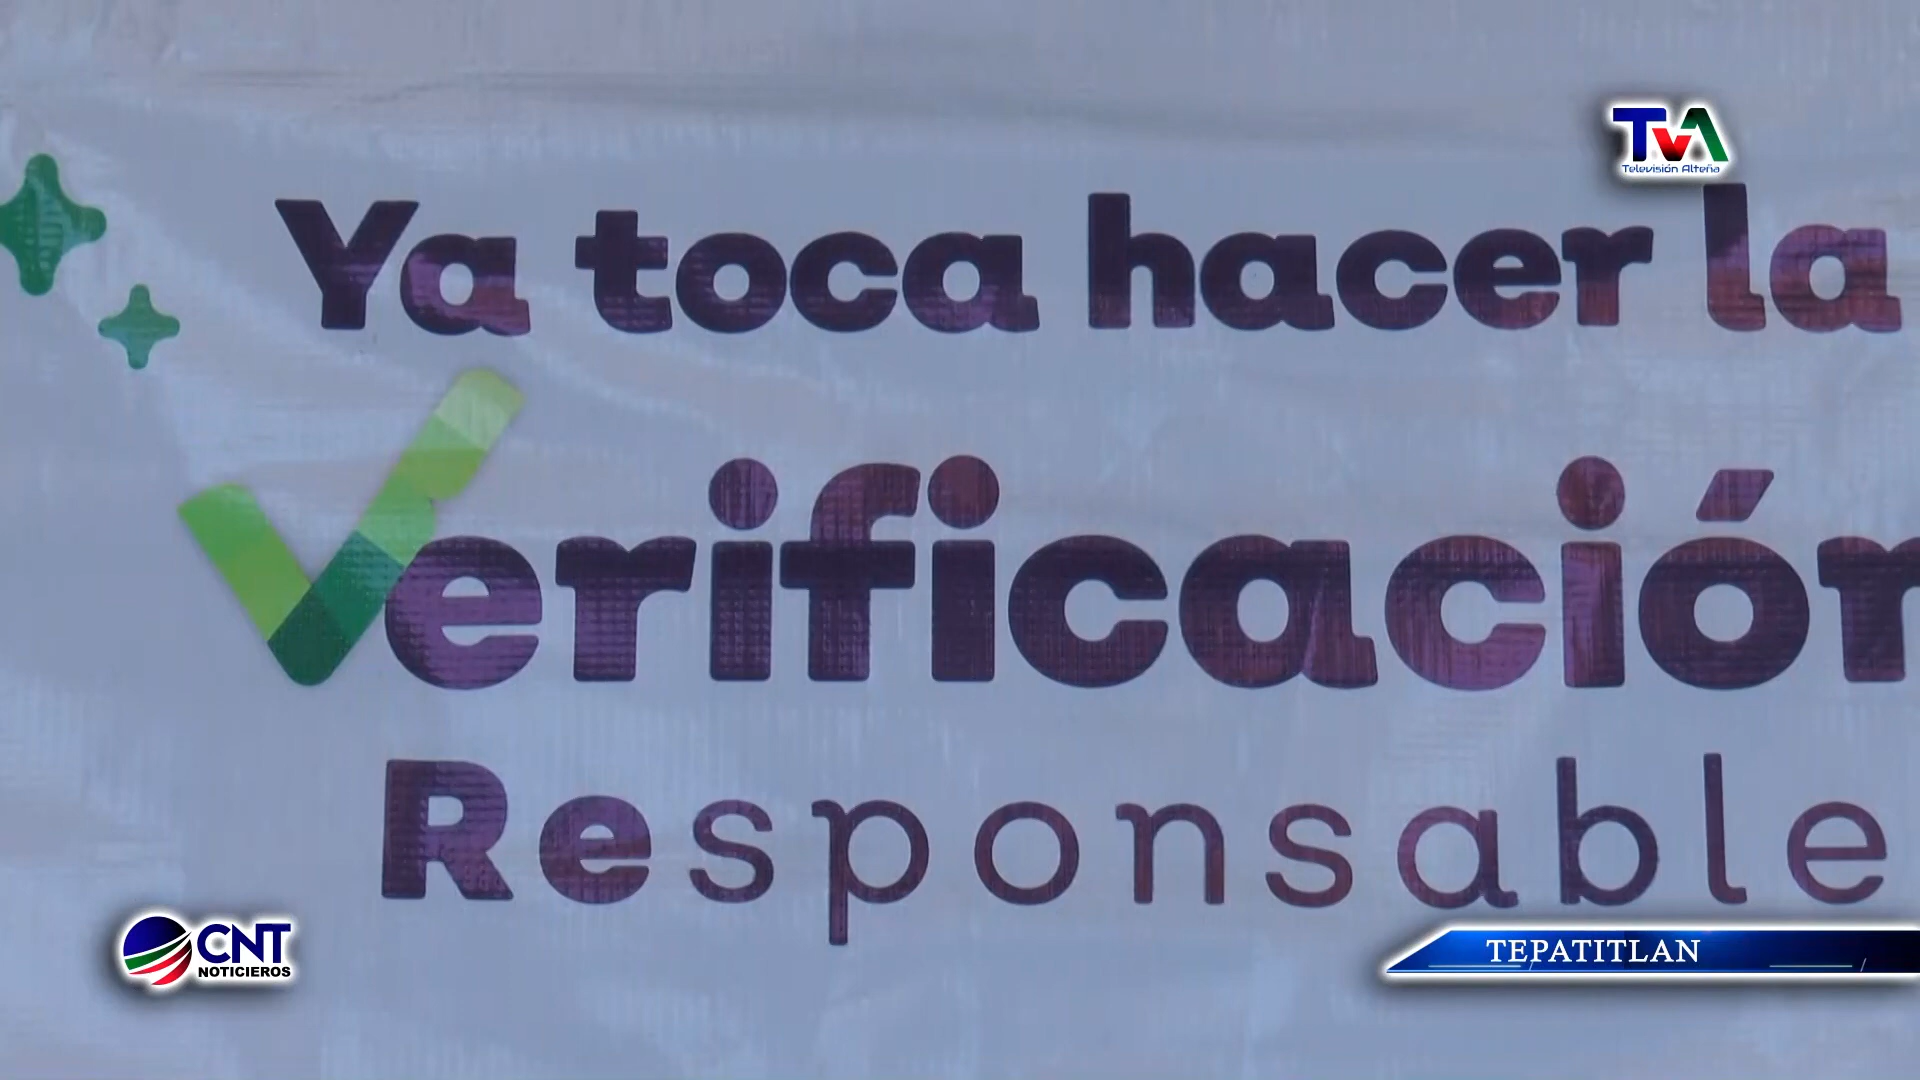 TvA
Televisión Alteña
Ya toca hacer la
Verificación
Responsable
CNT
NOTICIEROS
TEPATITLAN